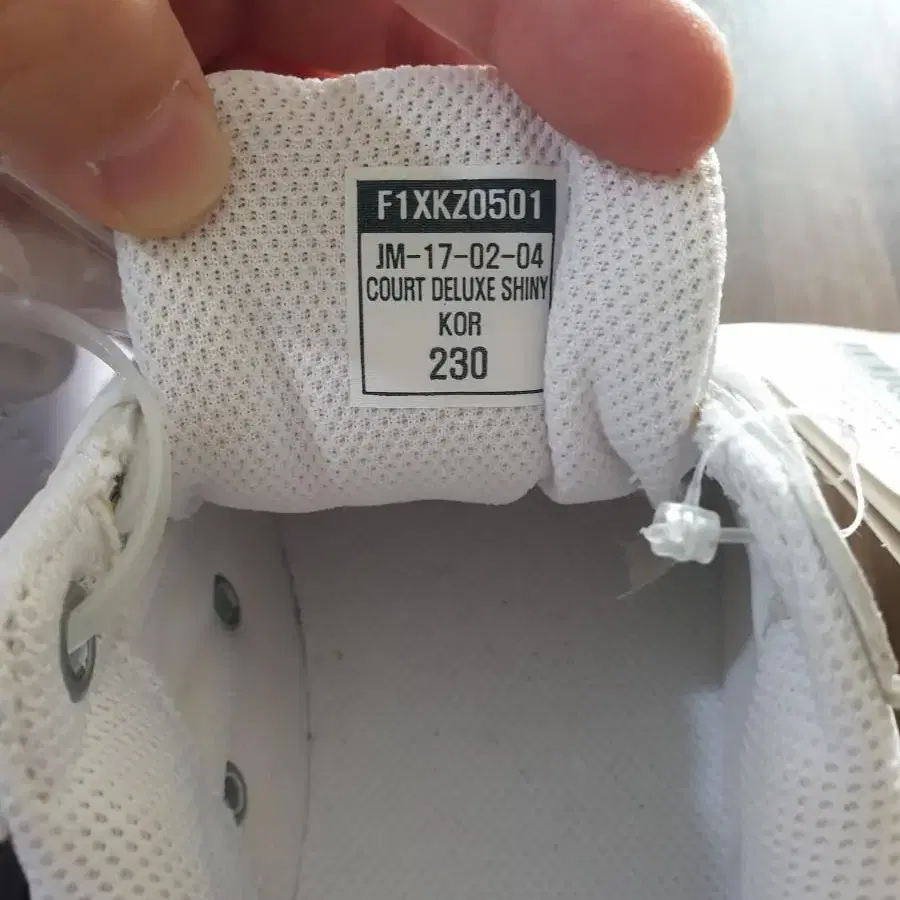 F1XKZ0501
JM-17-02-04
COURT DELUXE SHINY
KOR
230